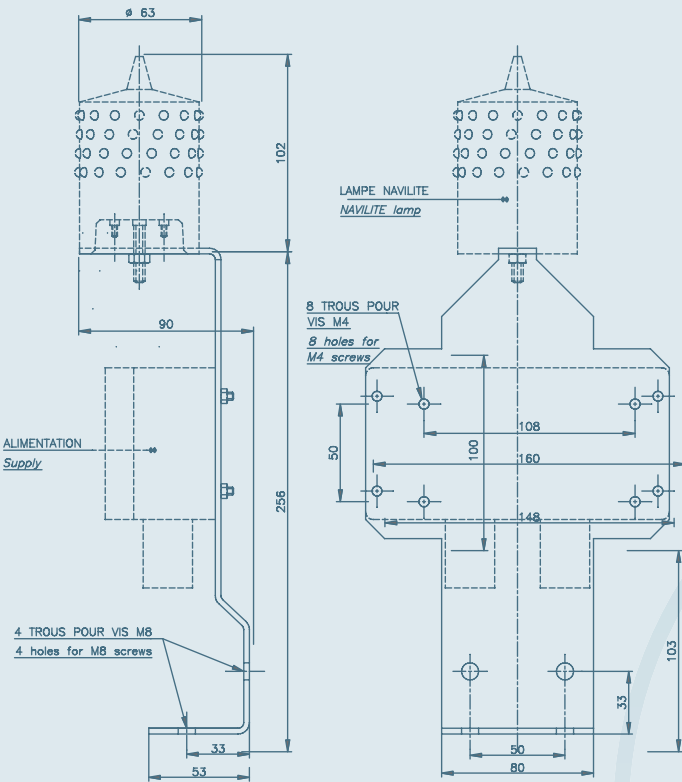 ø 63
102
LAMPE NAVILITE
NAVILITE lamp
8 TROUS POUR
VIS M4
8 holes for
M4 screws
90
108
100
50
160
ALIMENTATION
Supply
256
148
4 TROUS POUR VIS M8
4 holes for M8 screws
103
33
33
50
53
80